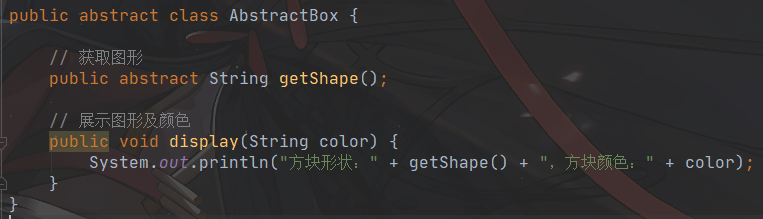 public abstract class AbstractBox {
// 获取图形
public abstract String getShape();
// 展示图形及颜色
public void display(String color) {
System.out.println("方块形状：" + getShape() + "，方块颜色：" + color);
}
}